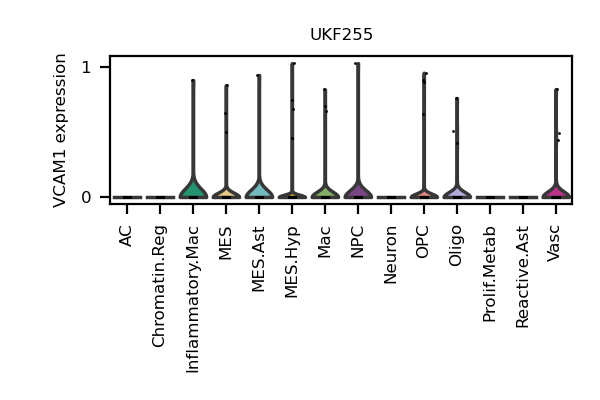 UKF255
VCAM1 expression
1
0
AC
Chromatin.Reg
Inflammatory.Mac
MES
MES.Ast
MES.Hyp
Mac
NPC
Neuron
OPC
Oligo
Prolif.Metab
Reactive.Ast
Vasc